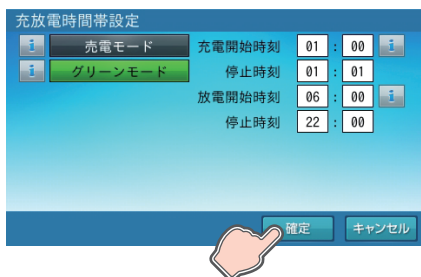 充放電時間帯設定
i 売電モード 充電開始時刻 01 : 00 i
i グリーンモード 停止時刻 01 : 01
放電開始時刻 06 : 00 i
停止時刻 22 : 00
確定 キャンセル